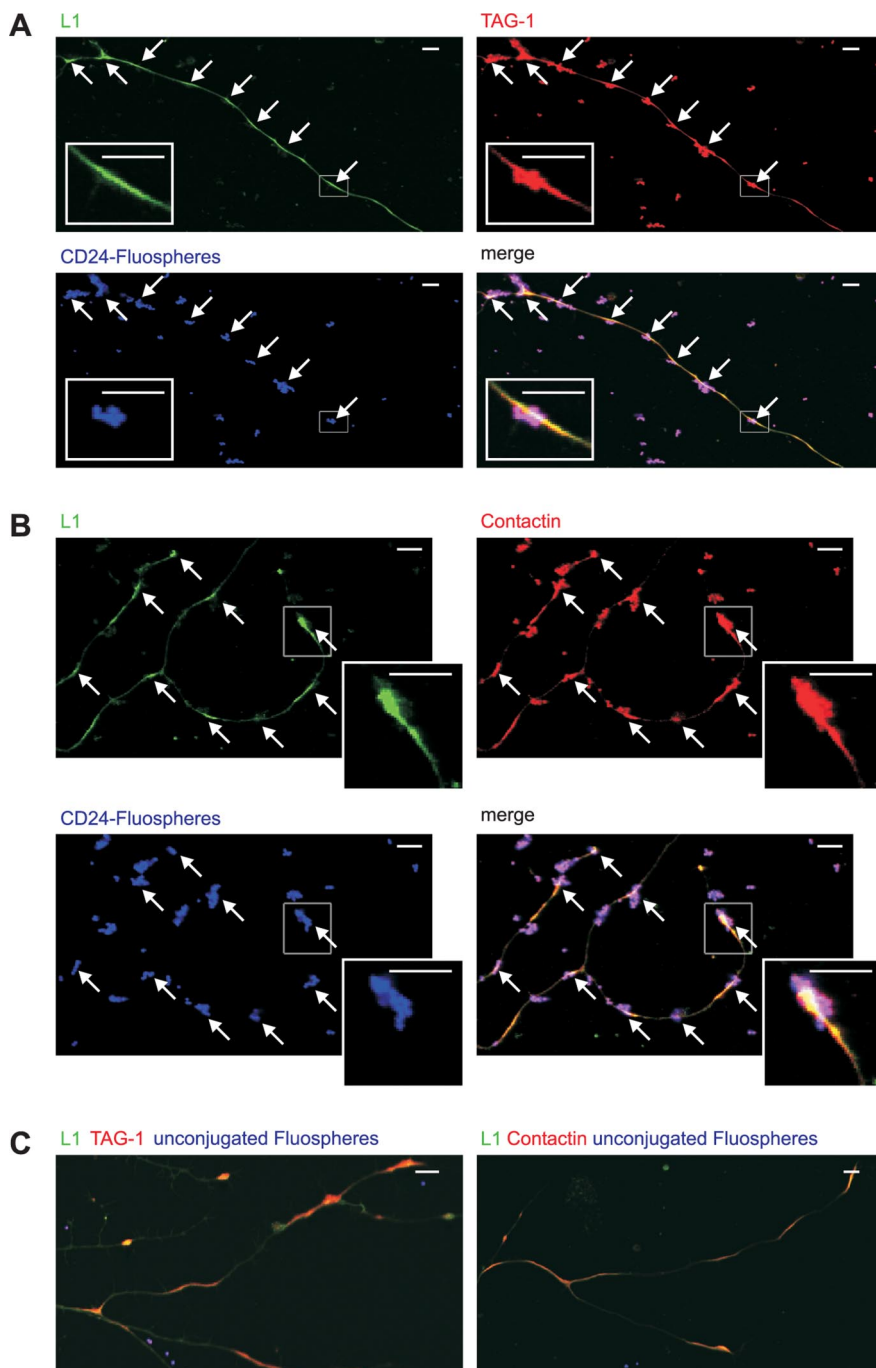 A
L1 TAG-1
CD24-Fluospheres merge
B
L1 Contactin
CD24-Fluospheres merge
C
L1 TAG-1 unconjugated Fluospheres L1 Contactin unconjugated Fluospheres